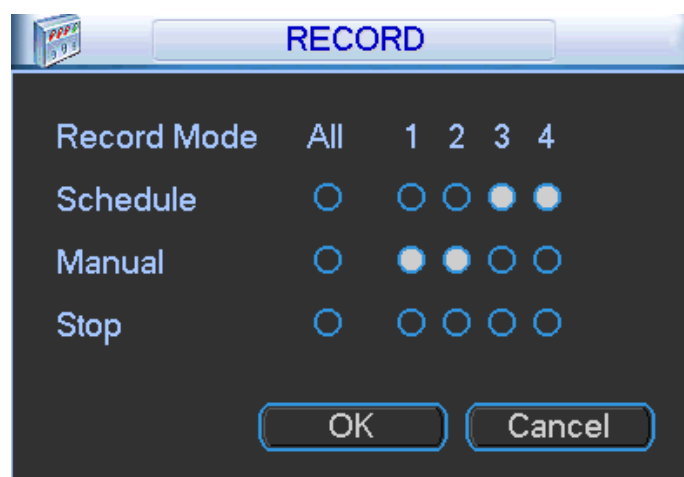 RECORD
Record Mode All 1 2 3 4
Schedule
Manual
Stop
OK Cancel